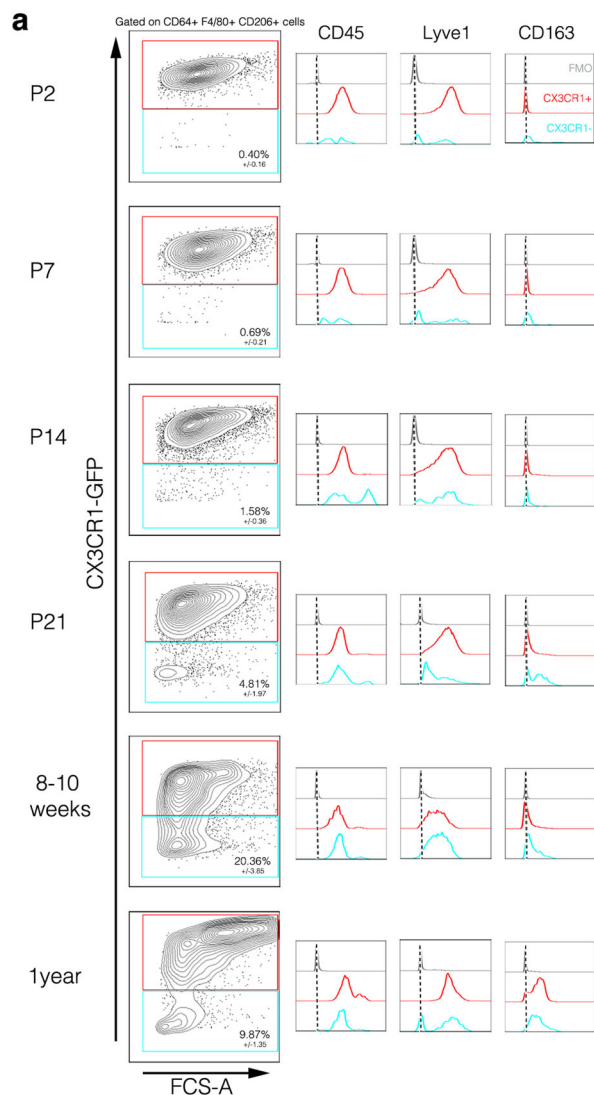 a
Gated on CD64+ F4/80+ CD206+ cells
CD45
Lyve1
CD163
P2
FMO
CX3CR1+
CX3CR1-
0.40%
+/-0.16
P7
0.69%
+/-0.21
P14
1.58%
+/-0.36
CX3CR1-GFP
P21
4.81%
+/-1.97
8-10
weeks
20.36%
+/-3.85
1year
9.87%
+/-1.35
FCS-A